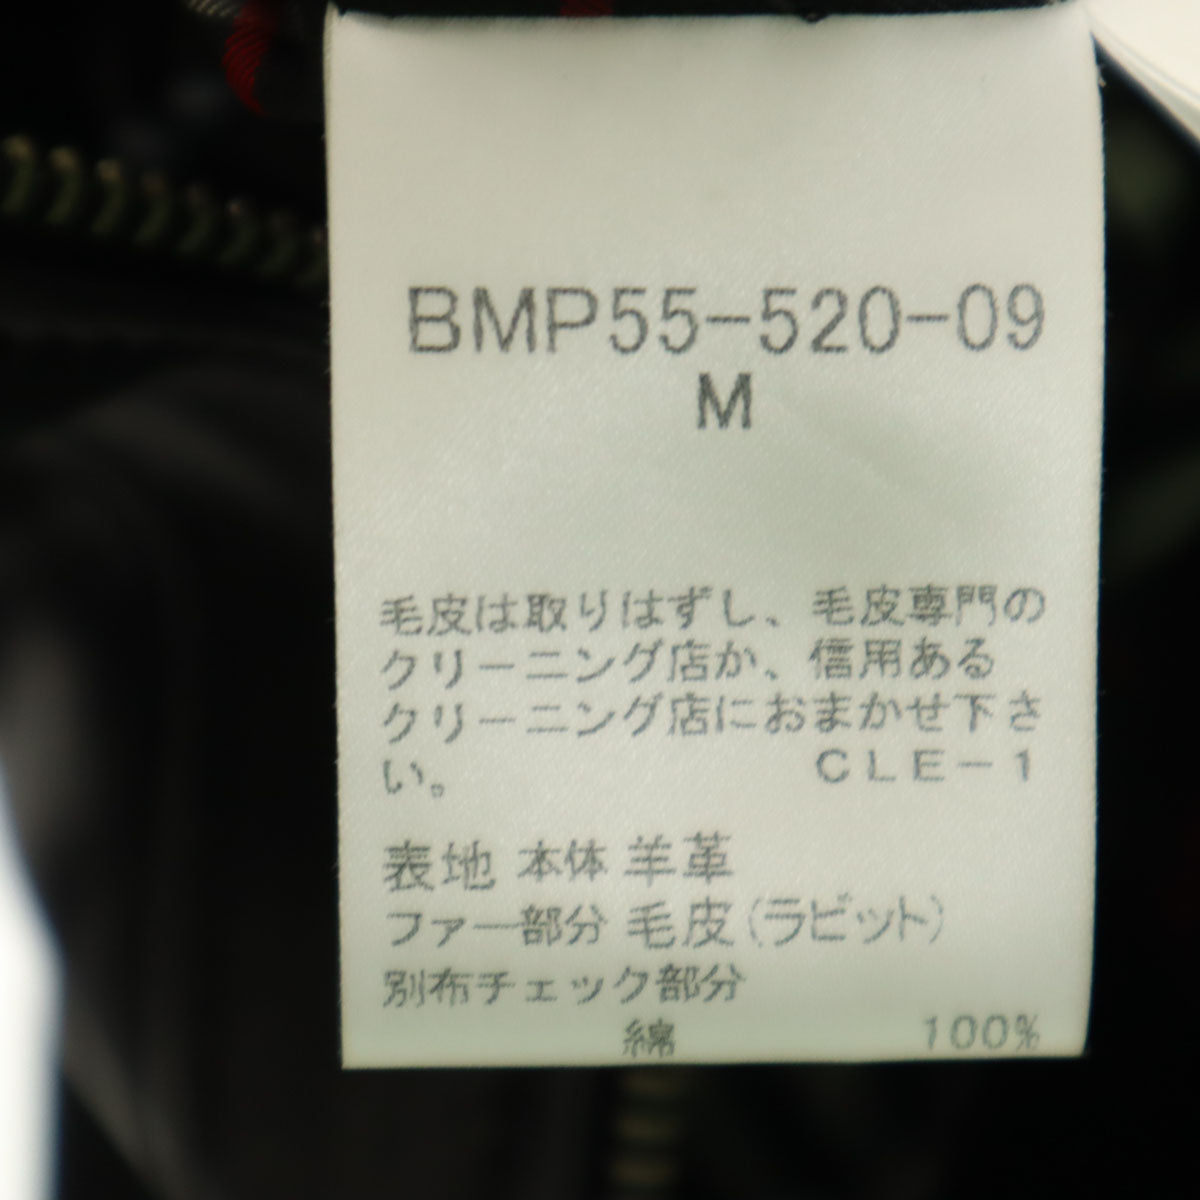 BMP55-520-09
M
毛皮は取りはずし、毛皮専門の
クリーニング店か、信用ある
クリーニング店におまかせ下さ
い。 CLE-1
表地 本体 羊革
ファー部分 毛皮(ラビット)
別布チェック部分
綿 100%